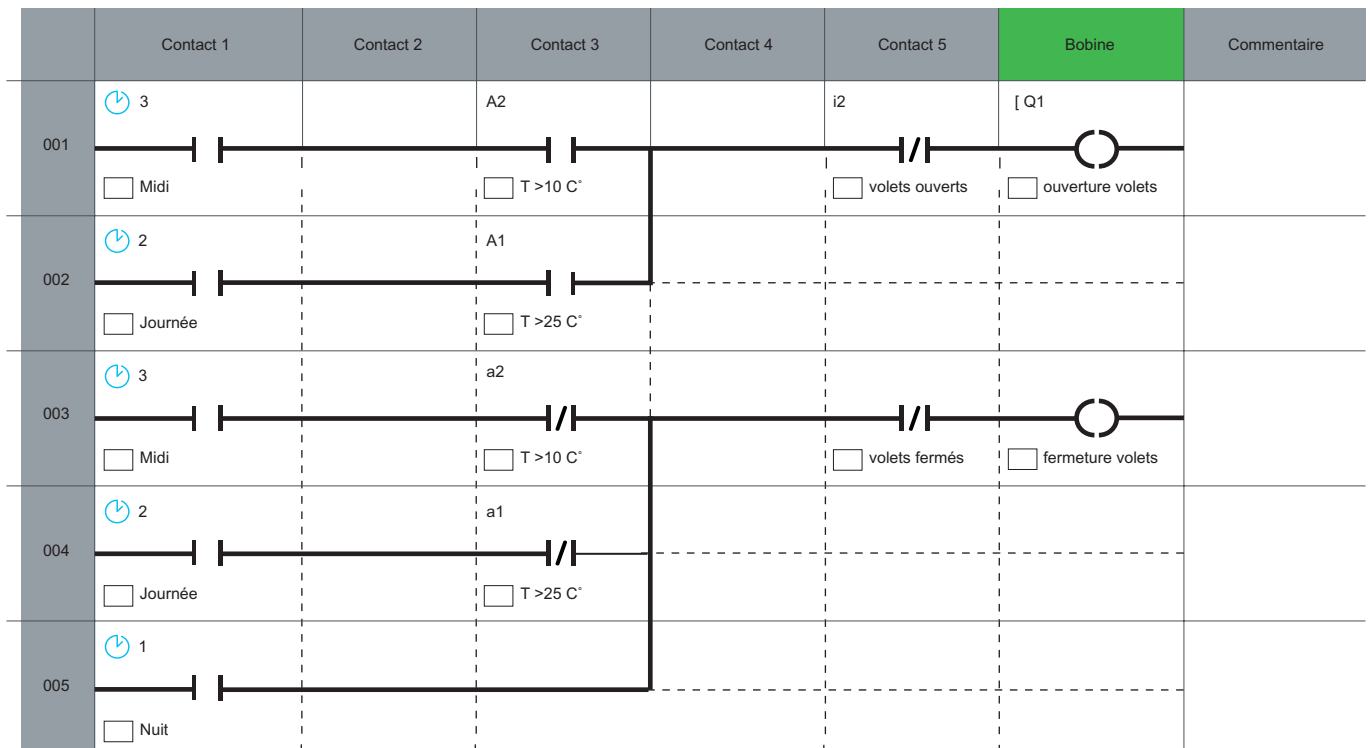 Contact 1 Contact 2 Contact 3 Contact 4 Contact 5 Bobine Commentaire
3 A2 i2 [ Q1
001
Midi T >10 C° volets ouverts ouverture volets
2 A1
002
Journée T >25 C°
3 a2
003
Midi T >10 C° volets fermés fermeture volets
2 a1
004
Journée T >25 C°
1
005
Nuit